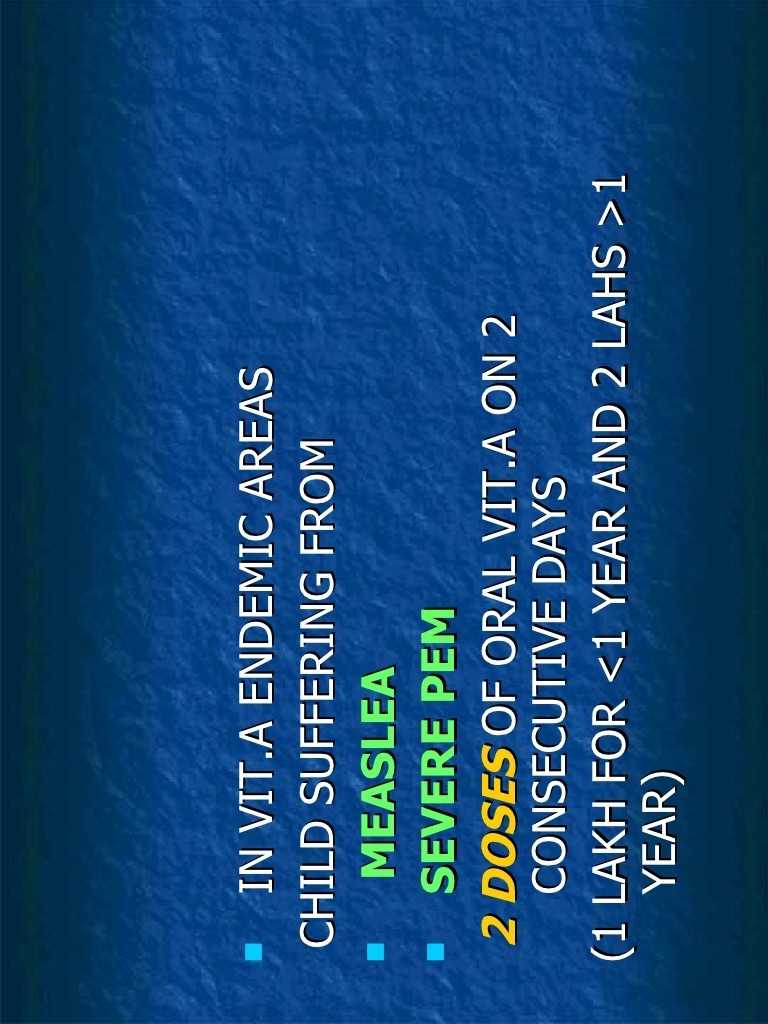 IN VIT.A ENDEMIC AREAS
CHILD SUFFERING FROM
MEASLEA
SEVERE PEM
2 DOSES OF ORAL VIT.A ON 2
CONSECUTIVE DAYS
(1 LAKH FOR <1 YEAR AND 2 LAHS >1
YEAR)